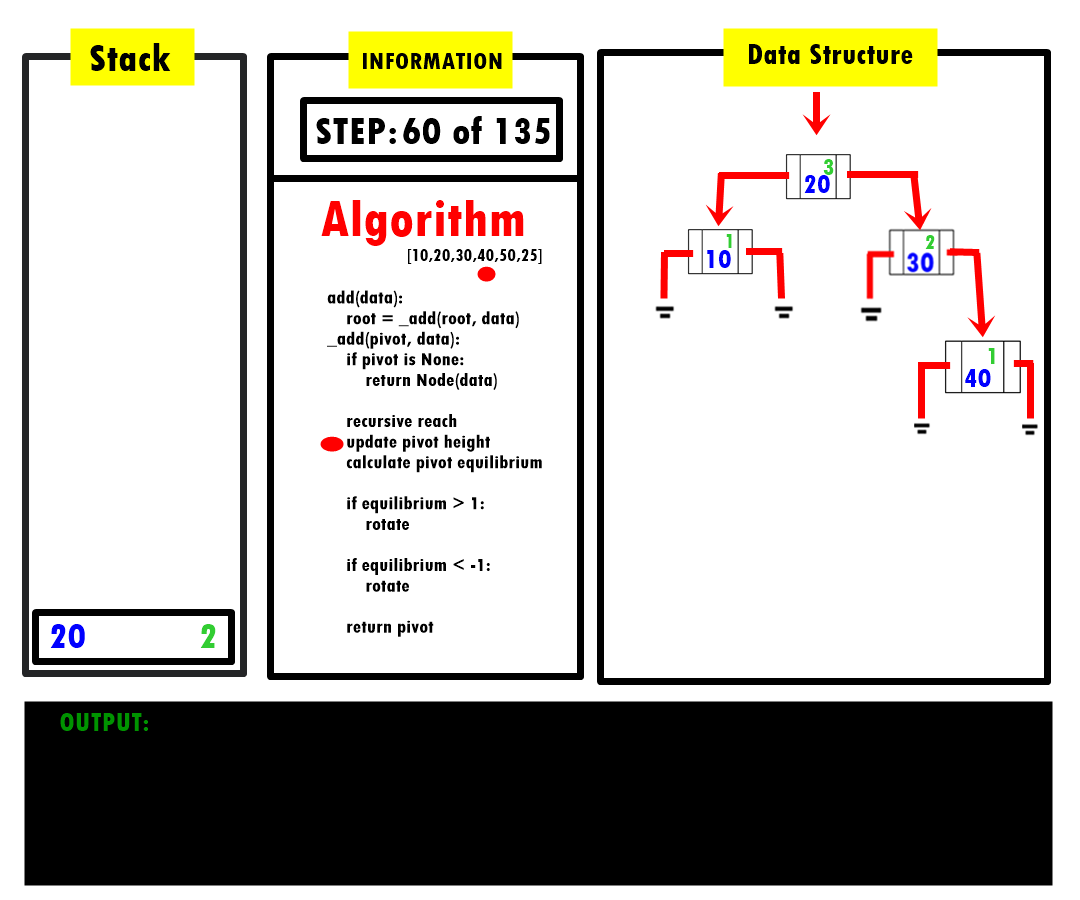 Stack
INFORMATION
Data Structure
STEP: 60 of 135
Algorithm
[10,20,30,40,50,25]
add(data):
root = _add(root, data)
_add(pivot, data):
if pivot is None:
return Node(data)
recursive reach
update pivot height
calculate pivot equilibrium
if equilibrium > 1:
rotate
if equilibrium < -1:
rotate
return pivot
20 2
3
20
1
10
2
30
1
40
OUTPUT: